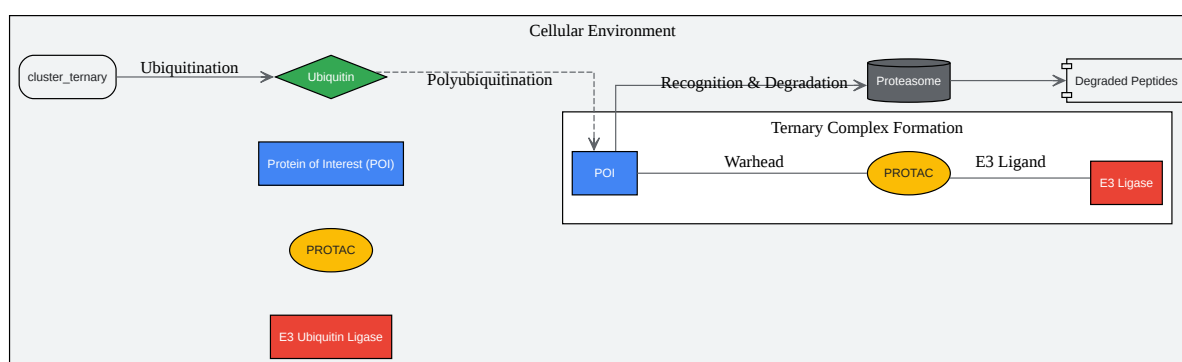 Cellular Environment
cluster_ternary
Ubiquitination
Ubiquitin
Polyubiquitination
Recognition & Degradation
Proteasome
Degraded Peptides
Ternary Complex Formation
Protein of Interest (POI)
POI
Warhead
PROTAC
E3 Ligand
E3 Ligase
PROTAC
E3 Ubiquitin Ligase